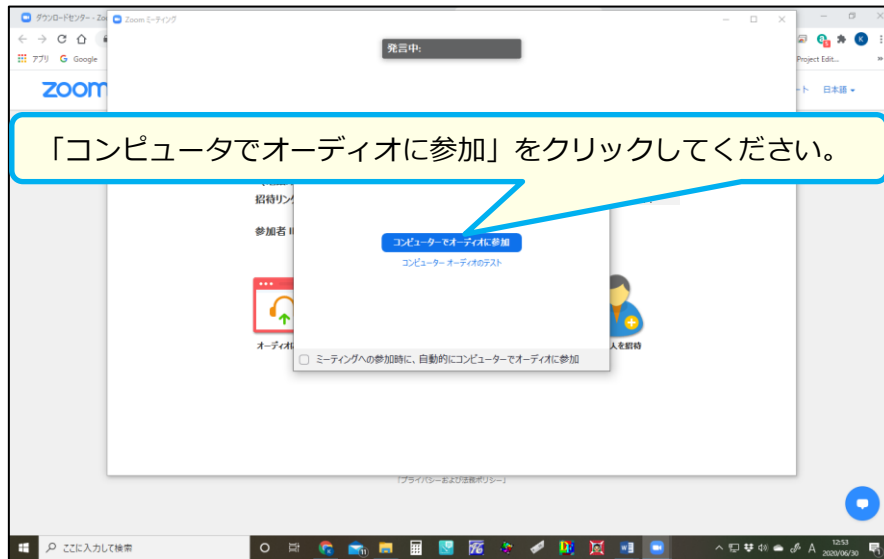 ダウンロードセンター - Zo
Zoom ミーティング
アプリ
Google
発言中:
Project Edit...
zoom
ート
日本語
「コンピュータでオーディオに参加」をクリックしてください。
招待リン
参加者 I
コンピューターでオーディオに参加
コンピューター オーディオのテスト
オーディオに
人を招待
ミーティングへの参加時に、自動的にコンピューターでオーディオに参加
「プライバシーおよび法務ポリシー」
ここに入力して検索
A
12:53
2020/06/30